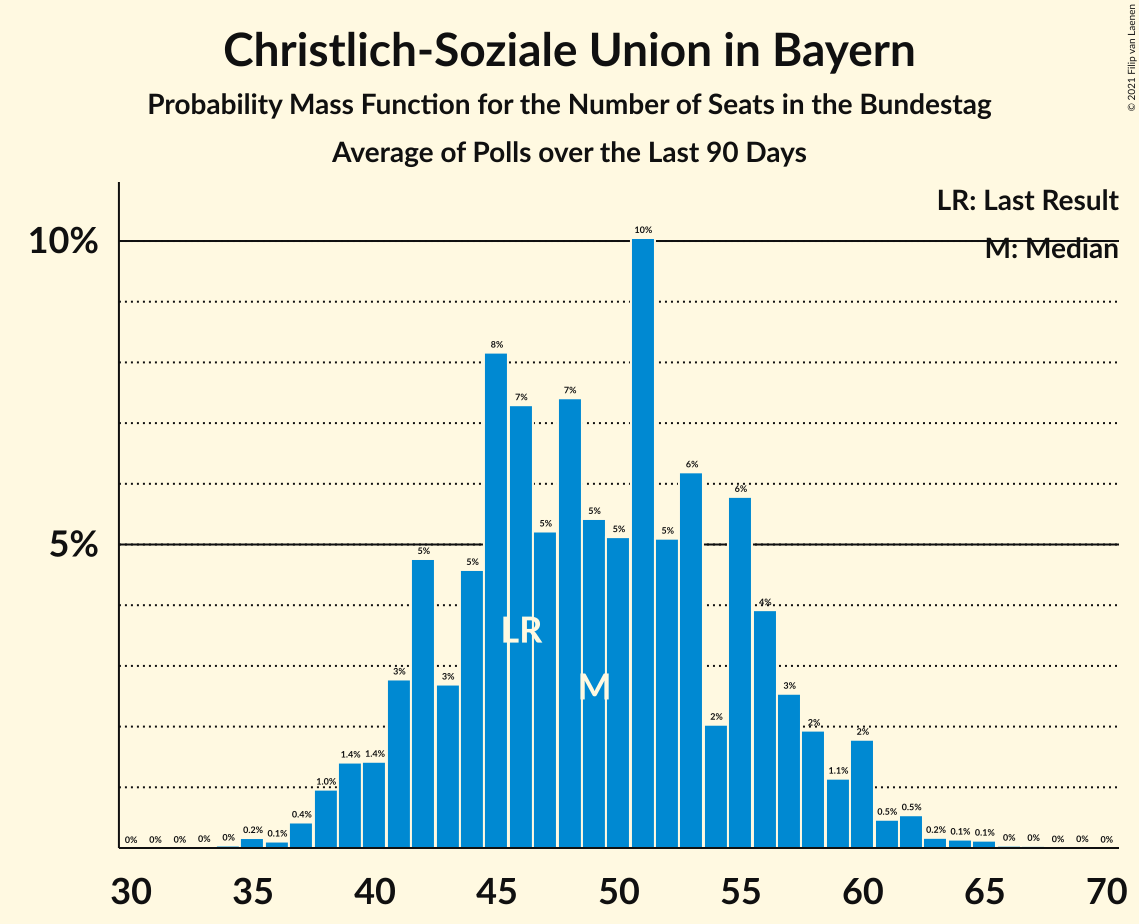 Christlich-Soziale Union in Bayern
Probability Mass Function for the Number of Seats in the Bundestag
Average of Polls over the Last 90 Days
© 2021 Filip van Laenen
LR: Last Result
M: Median
10%
5%
0% 0% 0% 0% 0% 0.2% 0.1% 0.4% 1.0% 1.4% 1.4% 3% 5% 3% 5% 8% 7% 5% 7% 5% 5% 10% 5% 6% 2% 6% 4% 3% 2% 1.1% 2% 0.5% 0.5% 0.2% 0.1% 0.1% 0% 0% 0% 0% 0%
LR
M
30 35 40 45 50 55 60 65 70